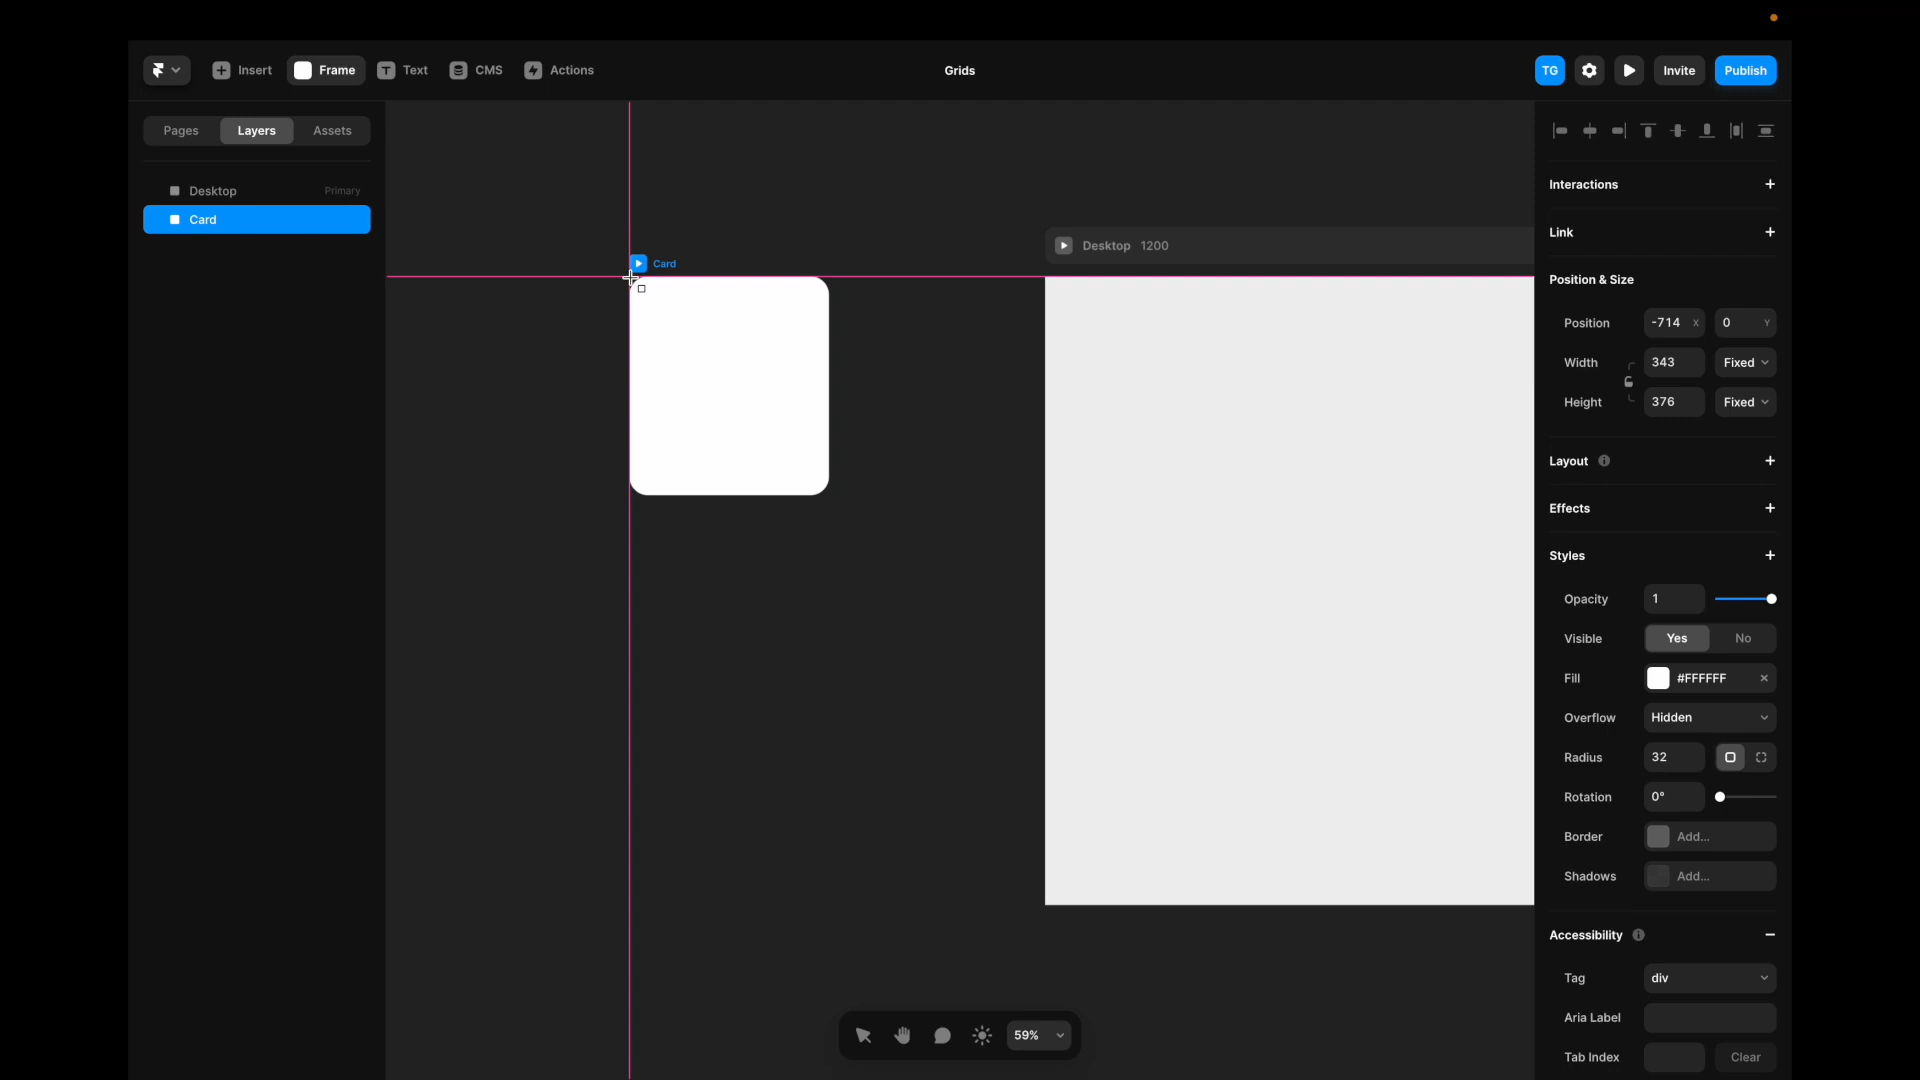 Insert Frame Text CMS Actions
Grids
TG Invite Publish
Pages Layers Assets
Desktop Primary
Card
Card
Desktop 1200
Interactions
Link
Position & Size
Position -714 X 0 Y
Width 343 Fixed
Height 376 Fixed
Layout
Effects
Styles
Opacity 1
Visible Yes No
Fill #FFFFFF
Overflow Hidden
Radius 32
Rotation 0°
Border Add...
Shadows Add...
Accessibility
Tag div
Aria Label
Tab Index Clear
59%